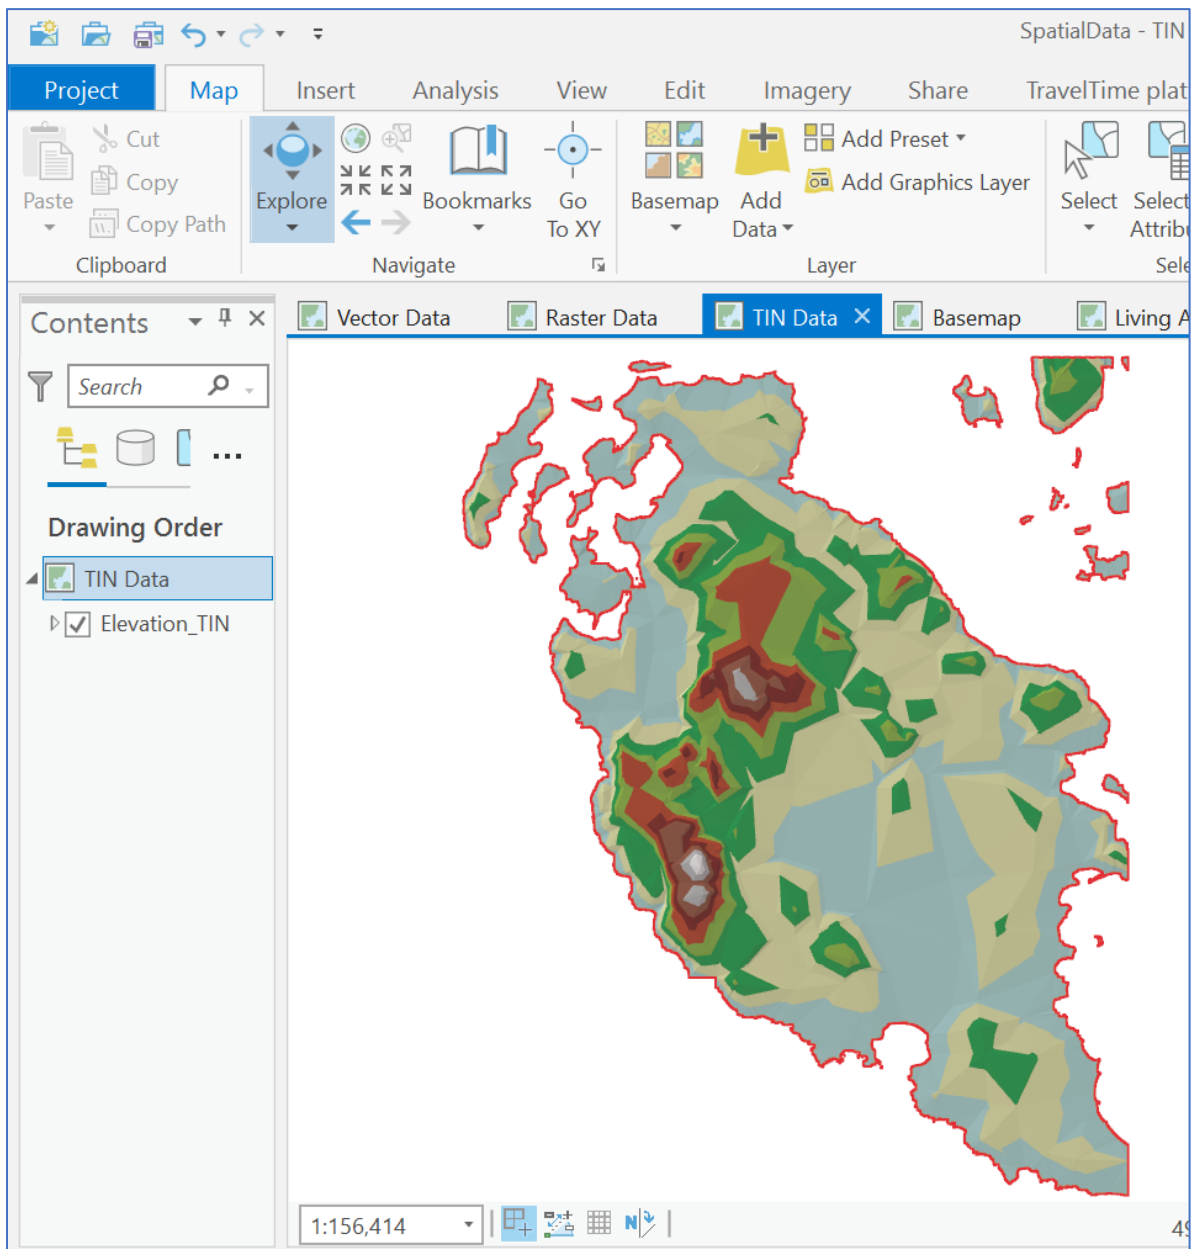 SpatialData - TIN
Project Map Insert Analysis View Edit Imagery Share TravelTime plat
Cut
Copy
Copy Path
Paste
Clipboard
Explore
Bookmarks
Go
To XY
Navigate
Basemap
Add
Data
Add Preset
Add Graphics Layer
Layer
Select
Select
Attribu
Sele
Contents
Search
Drawing Order
TIN Data
Elevation_TIN
Vector Data Raster Data TIN Data Basemap Living A
1:156,414
N
49